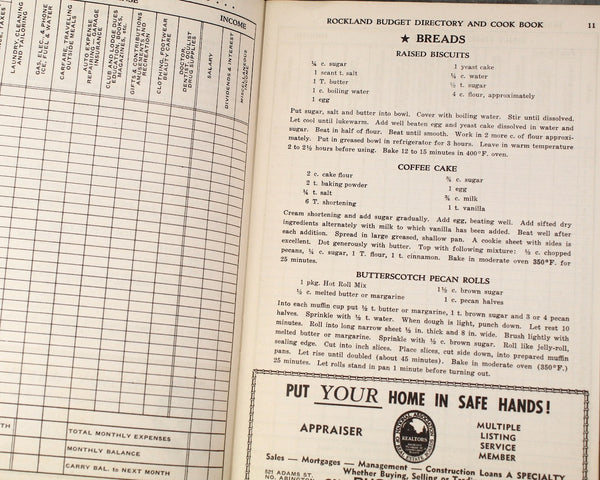 INCOME
LAUNDRY, CLEANING
AND TAILORING
GAS, ELEC. & PHONE
ICE, FUEL & WATER
CARFARE, TRAVELING
OUTSIDE MEALS
AUTO EXPENSE
REPAIRING — GARAGE
INSURANCE
CLUB AND LODGE DUES
EDUCATION, BOOKS,
MAGAZINES, etc.
GIFTS & CONTRIBUTIONS
AMUSEMENTS AND
RECREATION
CLOTHING, FOOTWEAR
BEAUTY CARE
DOCTOR,
DENTIST, OCULIST
DRUG SUPPLIES
SALARY
DIVIDENDS & INTEREST
MISCELLANEOUS
INCOME
TOTAL MONTHLY EXPENSES
MONTHLY BALANCE
CARRY BAL. to NEXT MONTH
ROCKLAND BUDGET DIRECTORY AND COOK BOOK 11
★ BREADS
RAISED BISCUITS
¼ c. sugar 1 yeast cake
1 scant t. salt
1 T. butter
1 c. boiling water 4 c. flour, approximately
1 egg
Put sugar, salt and butter into bowl. Cover with boiling water. Stir until dissolved.
Let cool until lukewarm. Add well beaten egg and yeast cake dissolved in water and
sugar. Beat in half of flour. Beat until smooth. Work in 2 more c. of flour approxi-
mately. Put in greased bowl in refrigerator for 3 hours. Leave in warm temperature
2 to 2½ hours before using. Bake 12 to 15 minutes in 400°F. oven.
COFFEE CAKE
2 c. cake flour ¾ c. sugar
2 t. baking powder 1 egg
¼ t. salt ¾ c. milk
6 T. shortening 1 t. vanilla
Cream shortening and add sugar gradually. Add egg, beating well. Add sifted dry
ingredients alternately with milk to which vanilla has been added. Beat well after
each addition. Spread in large greased, shallow pan. A cookie sheet with sides is
excellent. Dot generously with butter. Top with following mixture: ½ c. chopped
pecans, ¼ c. sugar, 1 T. flour, 1 t. cinnamon. Bake in moderate oven 350°F. for
25 minutes.
BUTTERSCOTCH PECAN ROLLS
1 pkg. Hot Roll Mix 1½ c. brown sugar
½ c. melted butter or margarine 1 c. pecan halves
Into each muffin cup put ½ t. butter or margarine, 1 t. brown sugar and 3 or 4 pecan
halves. Sprinkle with ½ t. water. When dough is light, punch down. Let rest 10
minutes. Roll into long narrow sheet ½ in. thick and 8 in. wide. Brush lightly with
melted butter or margarine. Sprinkle with ½ c. brown sugar. Roll like jelly-roll,
sealing edge. Cut into inch slices. Place slices, cut side down, into prepared muffin
pans. Let rise until doubled (about 45 minutes). Bake in moderate oven (350°F.)
25 minutes. Let rolls stand in pan 1 minute before turning out.
PUT YOUR HOME IN SAFE HANDS!
APPRAISER
REALTORS
MULTIPLE
LISTING
SERVICE
MEMBER
Sales — Mortgages — Management — Construction Loans A SPECIALTY
Whether Buying, Selling or
521 ADAMS ST.
NO. ABINGTON